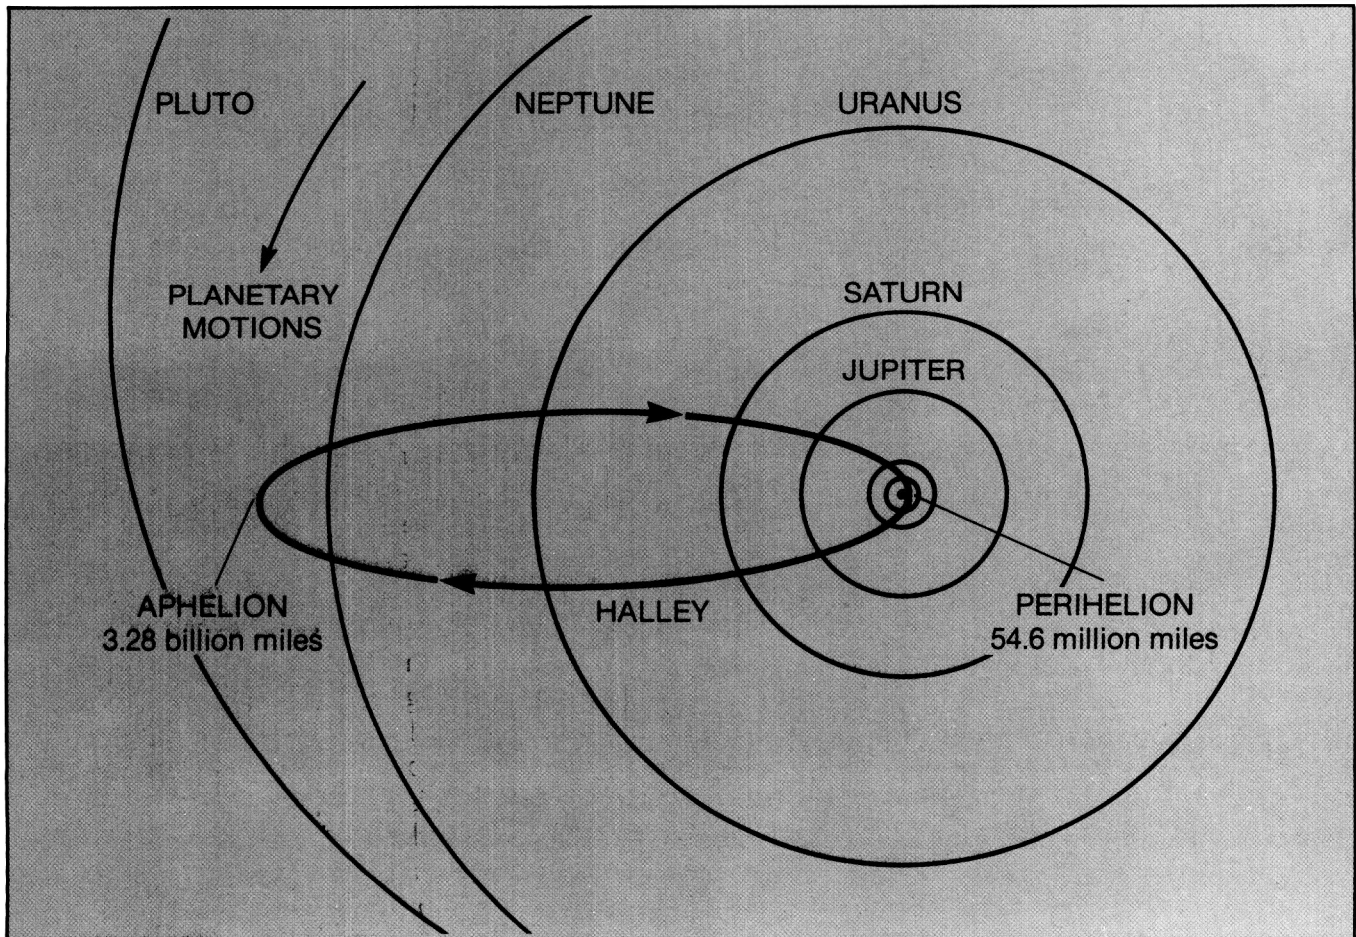 PLUTO
NEPTUNE
URANUS
PLANETARY
MOTIONS
SATURN
JUPITER
APHELION
3.28 billion miles
HALLEY
PERIHELION
54.6 million miles